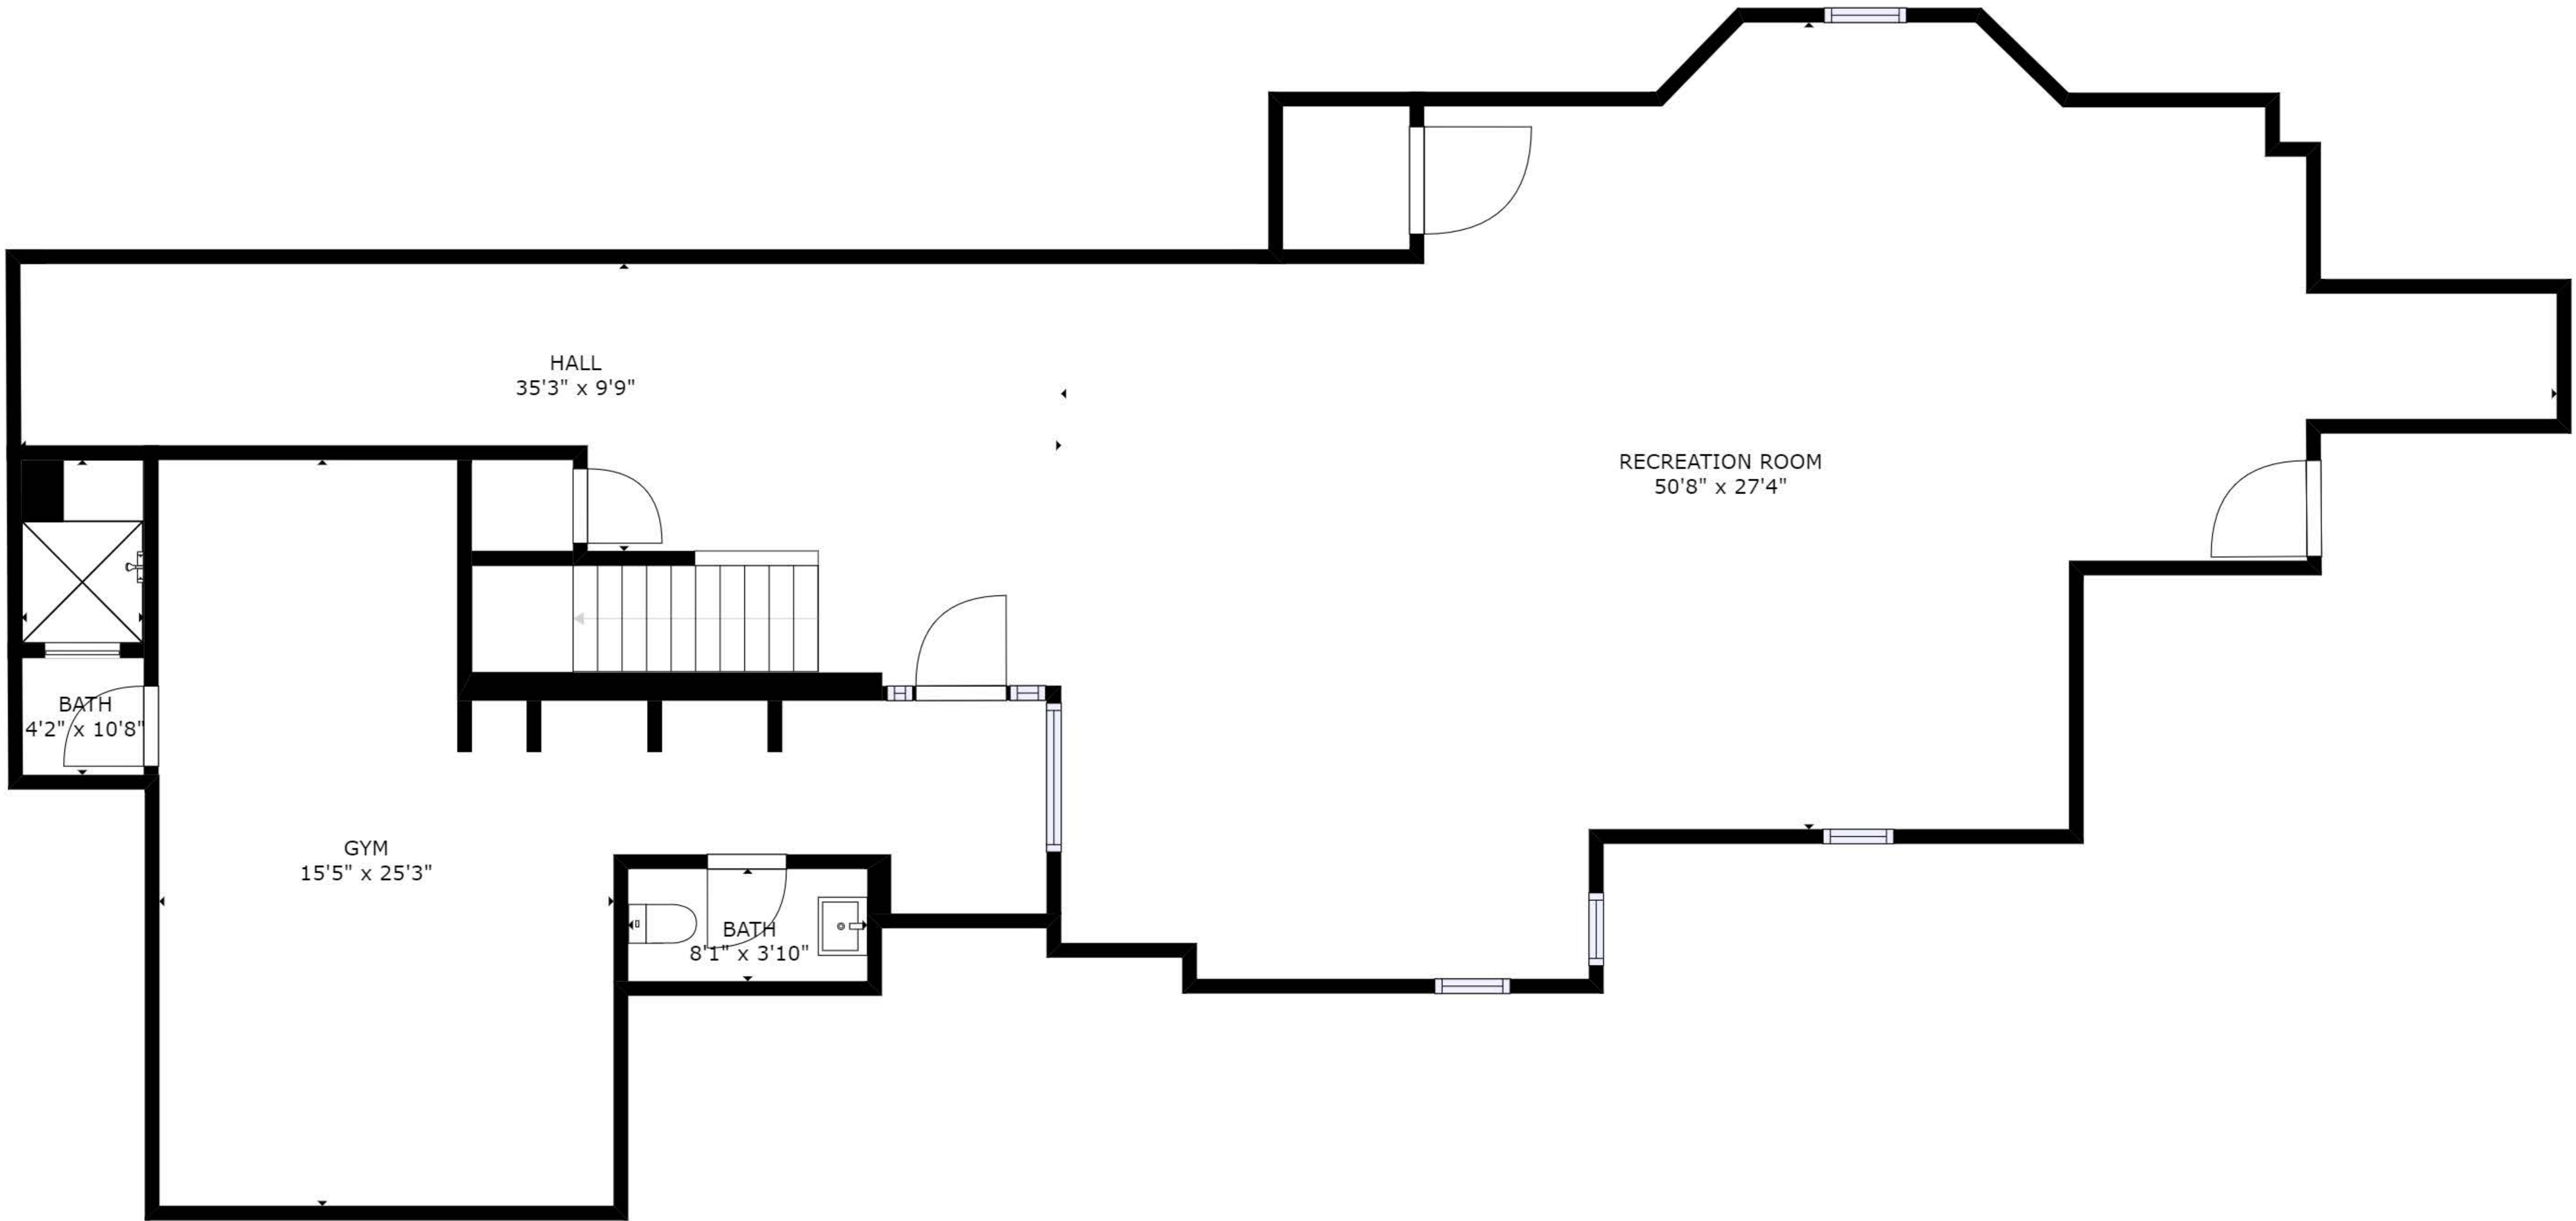 HALL
35'3" x 9'9"
RECREATION ROOM
50'8" x 27'4"
BATH
4'2" x 10'8"
GYM
15'5" x 25'3"
BATH
8'1" x 3'10"